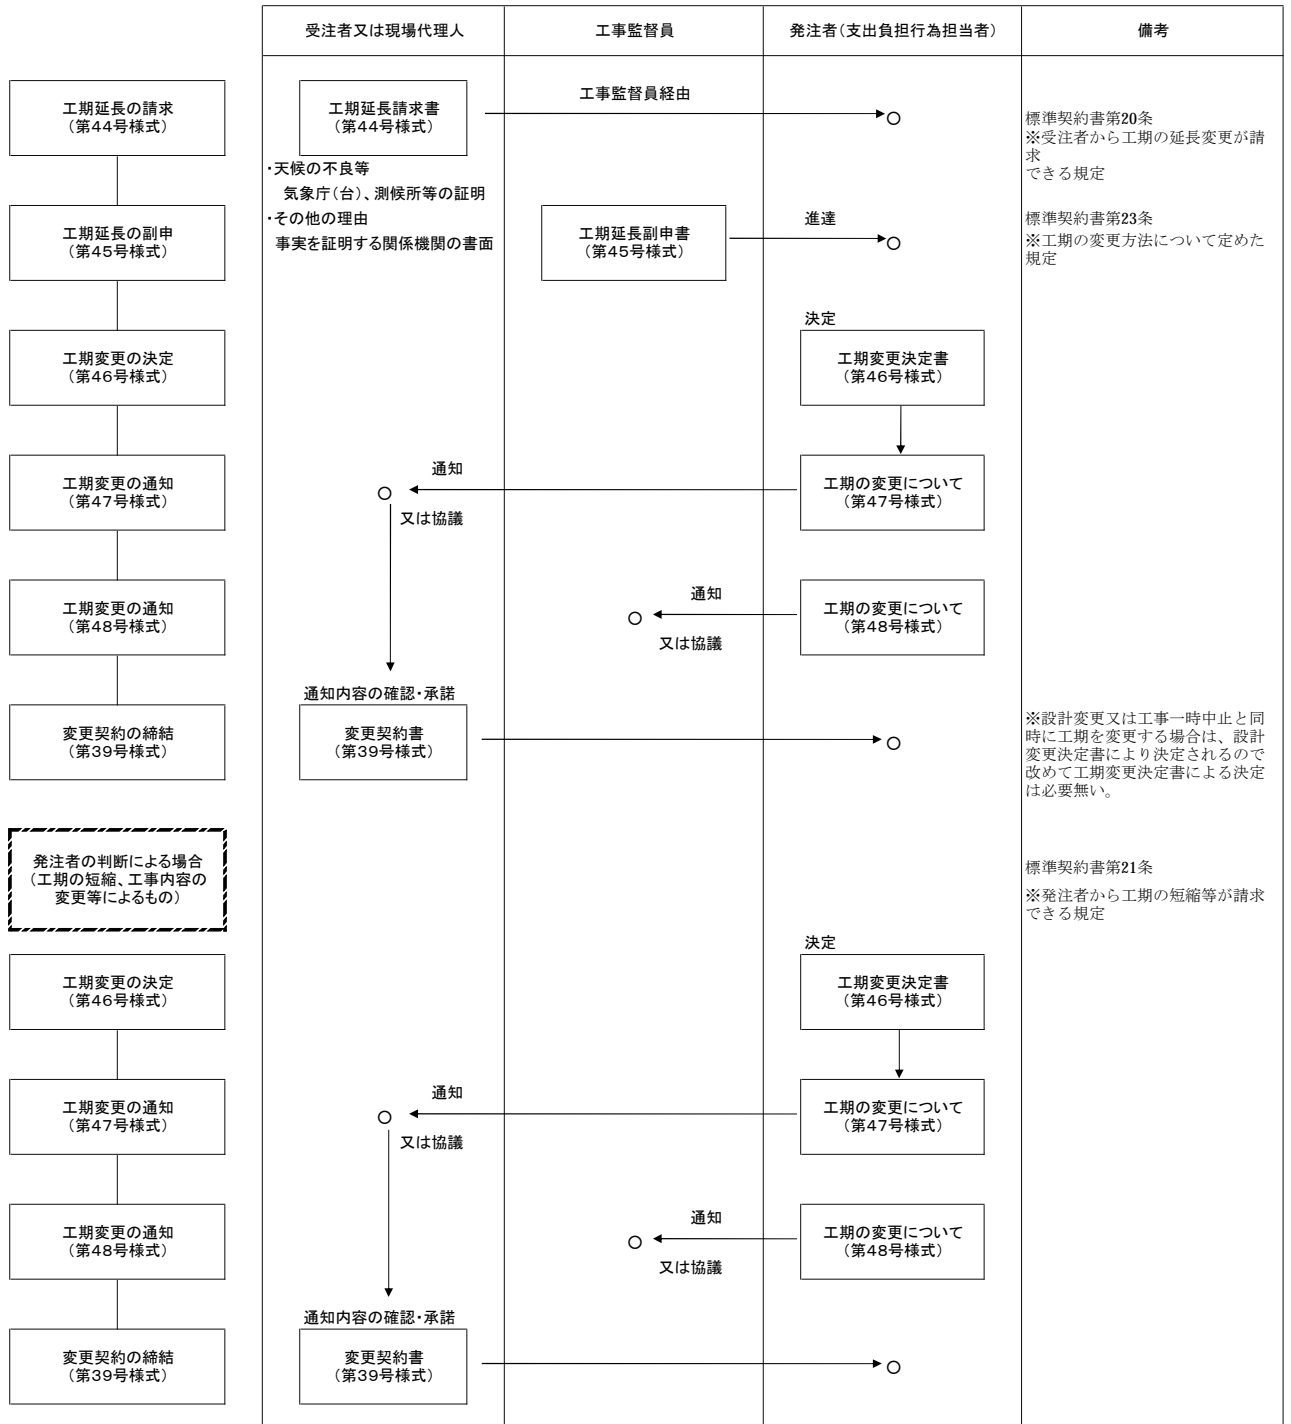 受注者又は現場代理人
工事監督員
発注者（支出負担行為担当者）
備考
工期延長の請求
（第44号様式）
工期延長請求書
（第44号様式）
工事監督員経由
標準契約書第20条
※受注者から工期の延長変更が請
求
できる規定
・天候の不良等
気象庁（台）、測候所等の証明
・その他の理由
事実を証明する関係機関の書面
工期延長の副申
（第45号様式）
工期延長副申書
（第45号様式）
進達
標準契約書第23条
※工期の変更方法について定めた
規定
決定
工期変更の決定
（第46号様式）
工期変更決定書
（第46号様式）
工期変更の通知
（第47号様式）
通知
又は協議
工期の変更について
（第47号様式）
工期変更の通知
（第48号様式）
通知
又は協議
工期の変更について
（第48号様式）
通知内容の確認・承諾
変更契約の締結
（第39号様式）
変更契約書
（第39号様式）
※設計変更又は工事一時中止と同
時に工期を変更する場合は、設計
変更決定書により決定されるので
改めて工期変更決定書による決定
は必要無い。
発注者の判断による場合
（工期の短縮、工事内容の
変更等によるもの）
標準契約書第21条
※発注者から工期の短縮等が請求
できる規定
決定
工期変更の決定
（第46号様式）
工期変更決定書
（第46号様式）
工期変更の通知
（第47号様式）
通知
又は協議
工期の変更について
（第47号様式）
工期変更の通知
（第48号様式）
通知
又は協議
工期の変更について
（第48号様式）
通知内容の確認・承諾
変更契約の締結
（第39号様式）
変更契約書
（第39号様式）